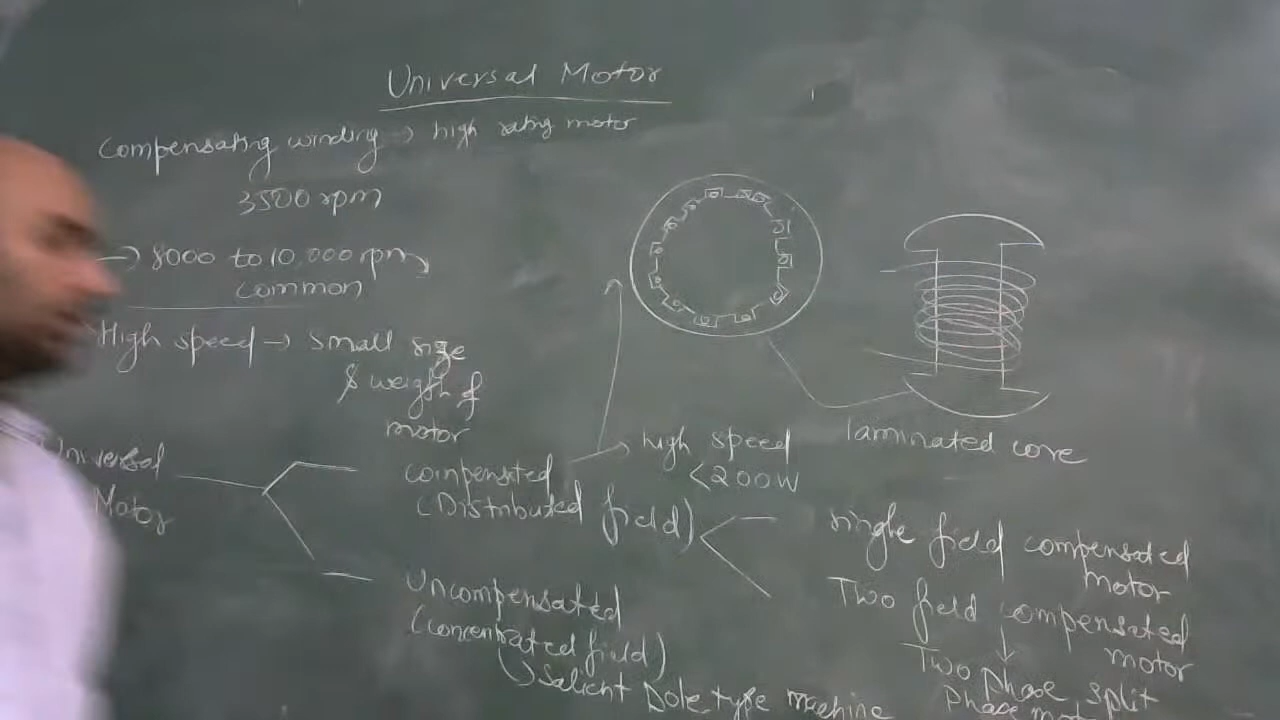 Universal Motor
Compensating winding → high rating motor
3500 rpm
→ 8000 to 10,000 rpm
common
High speed → small size
& weight of
motor
Universal
Motor
compensated
(Distributed field)
→ high speed
<200W
laminated core
single field compensated
motor
Two field compensated
motor
↓
Two phase split
Phase
Uncompensated
(concentrated field)
↳ Salient pole type machine